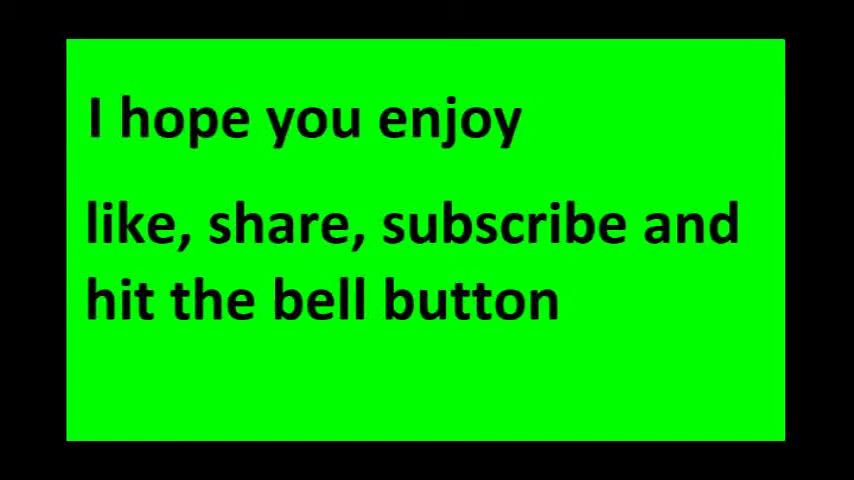 I hope you enjoy
like, share, subscribe and
hit the bell button